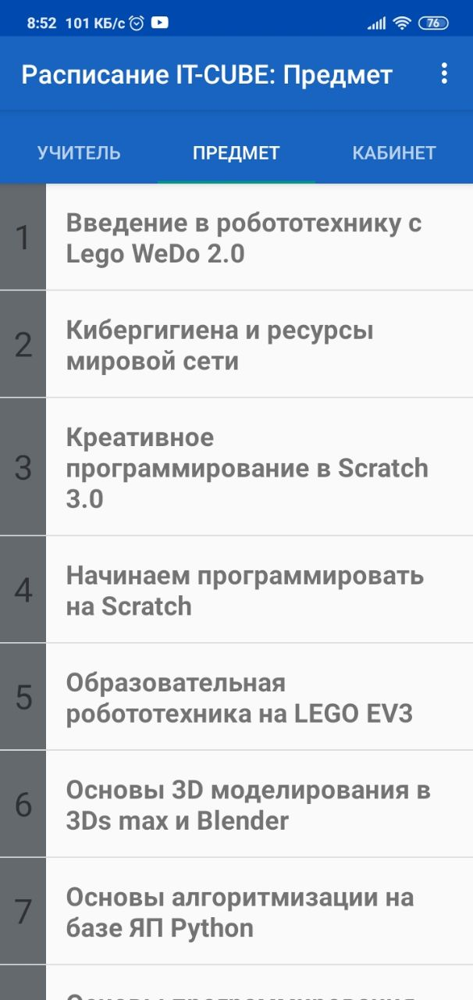 8:52 101 КБ/с 76
Расписание IT-CUBE: Предмет
УЧИТЕЛЬ ПРЕДМЕТ КАБИНЕТ
1 Введение в робототехнику с
Lego WeDo 2.0
2 Кибергигиена и ресурсы
мировой сети
3 Креативное
программирование в Scratch
3.0
4 Начинаем программировать
на Scratch
5 Образовательная
робототехника на LEGO EV3
6 Основы 3D моделирования в
3Ds max и Blender
7 Основы алгоритмизации на
базе ЯП Python